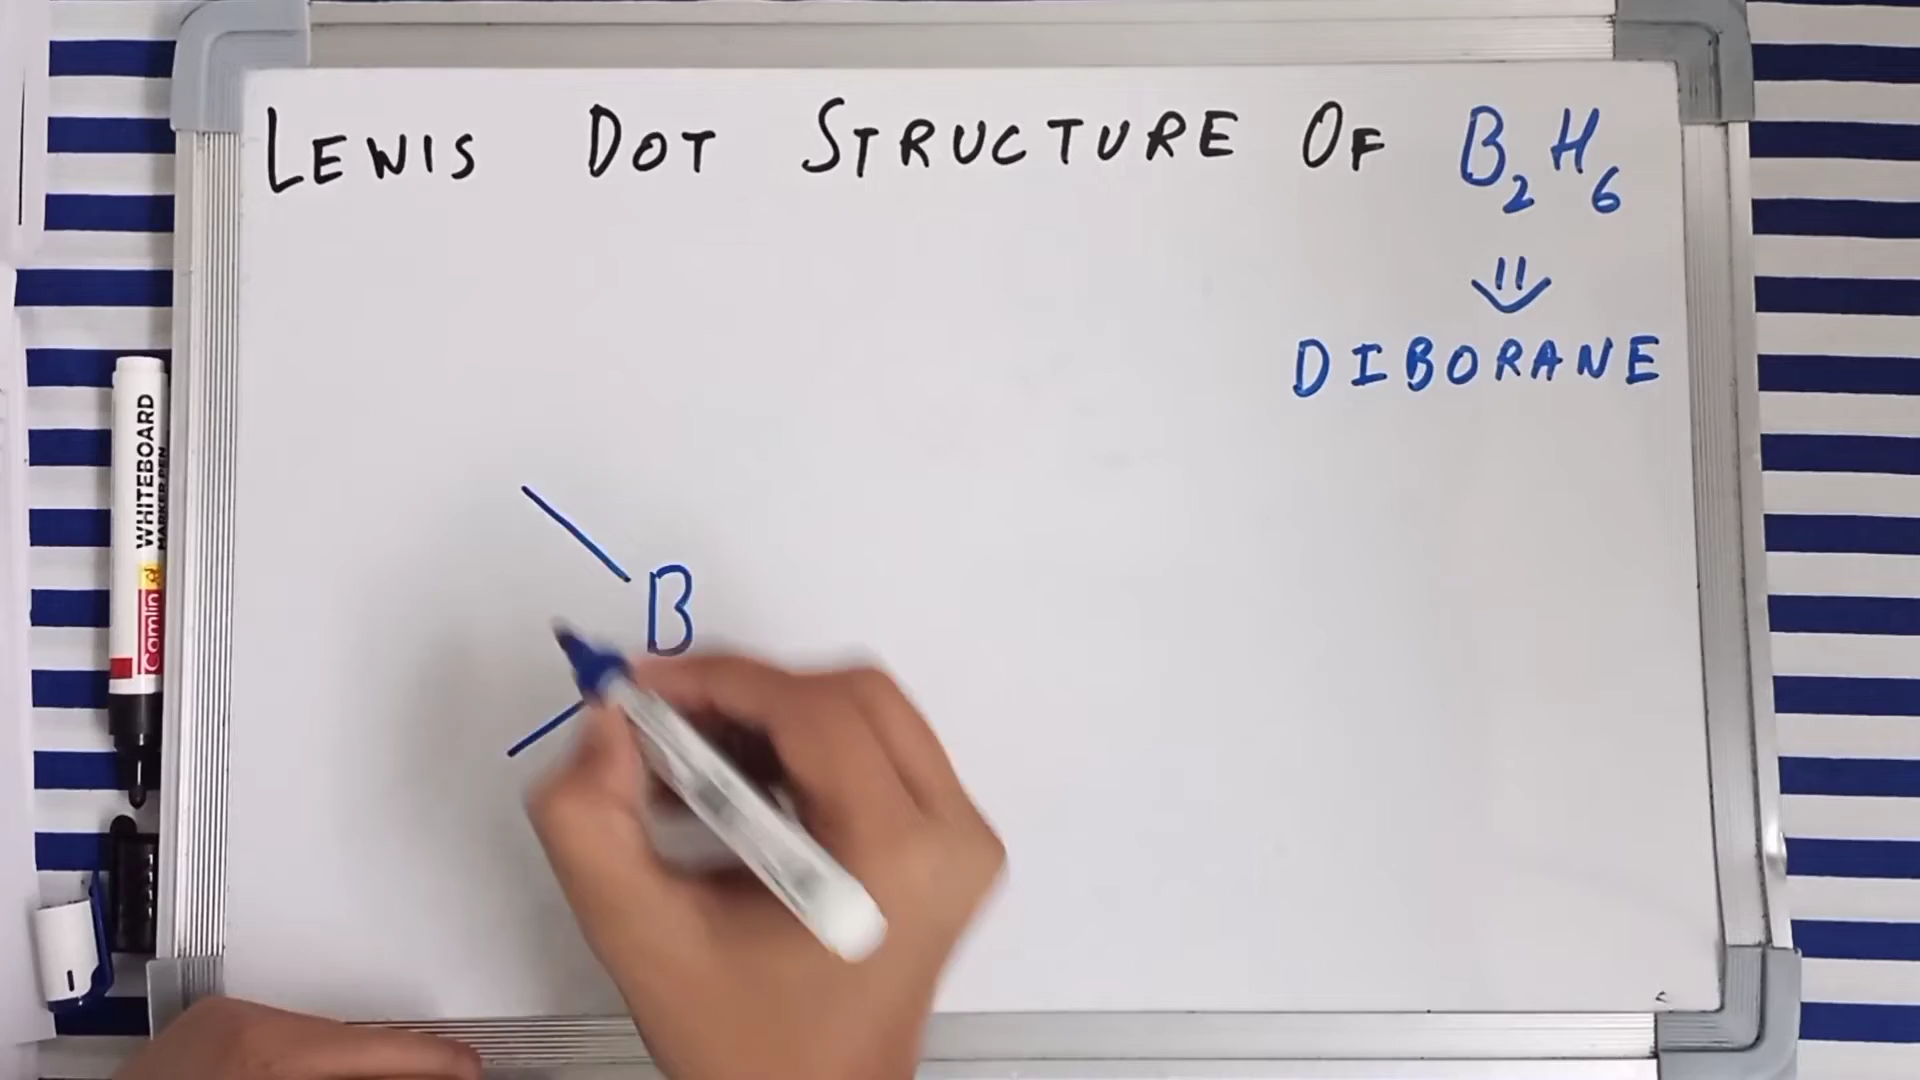 LEWIS DOT STRUCTURE OF B₂H₆
DIBORANE
B
WHITEBOARD
MARKER PEN
Camlin